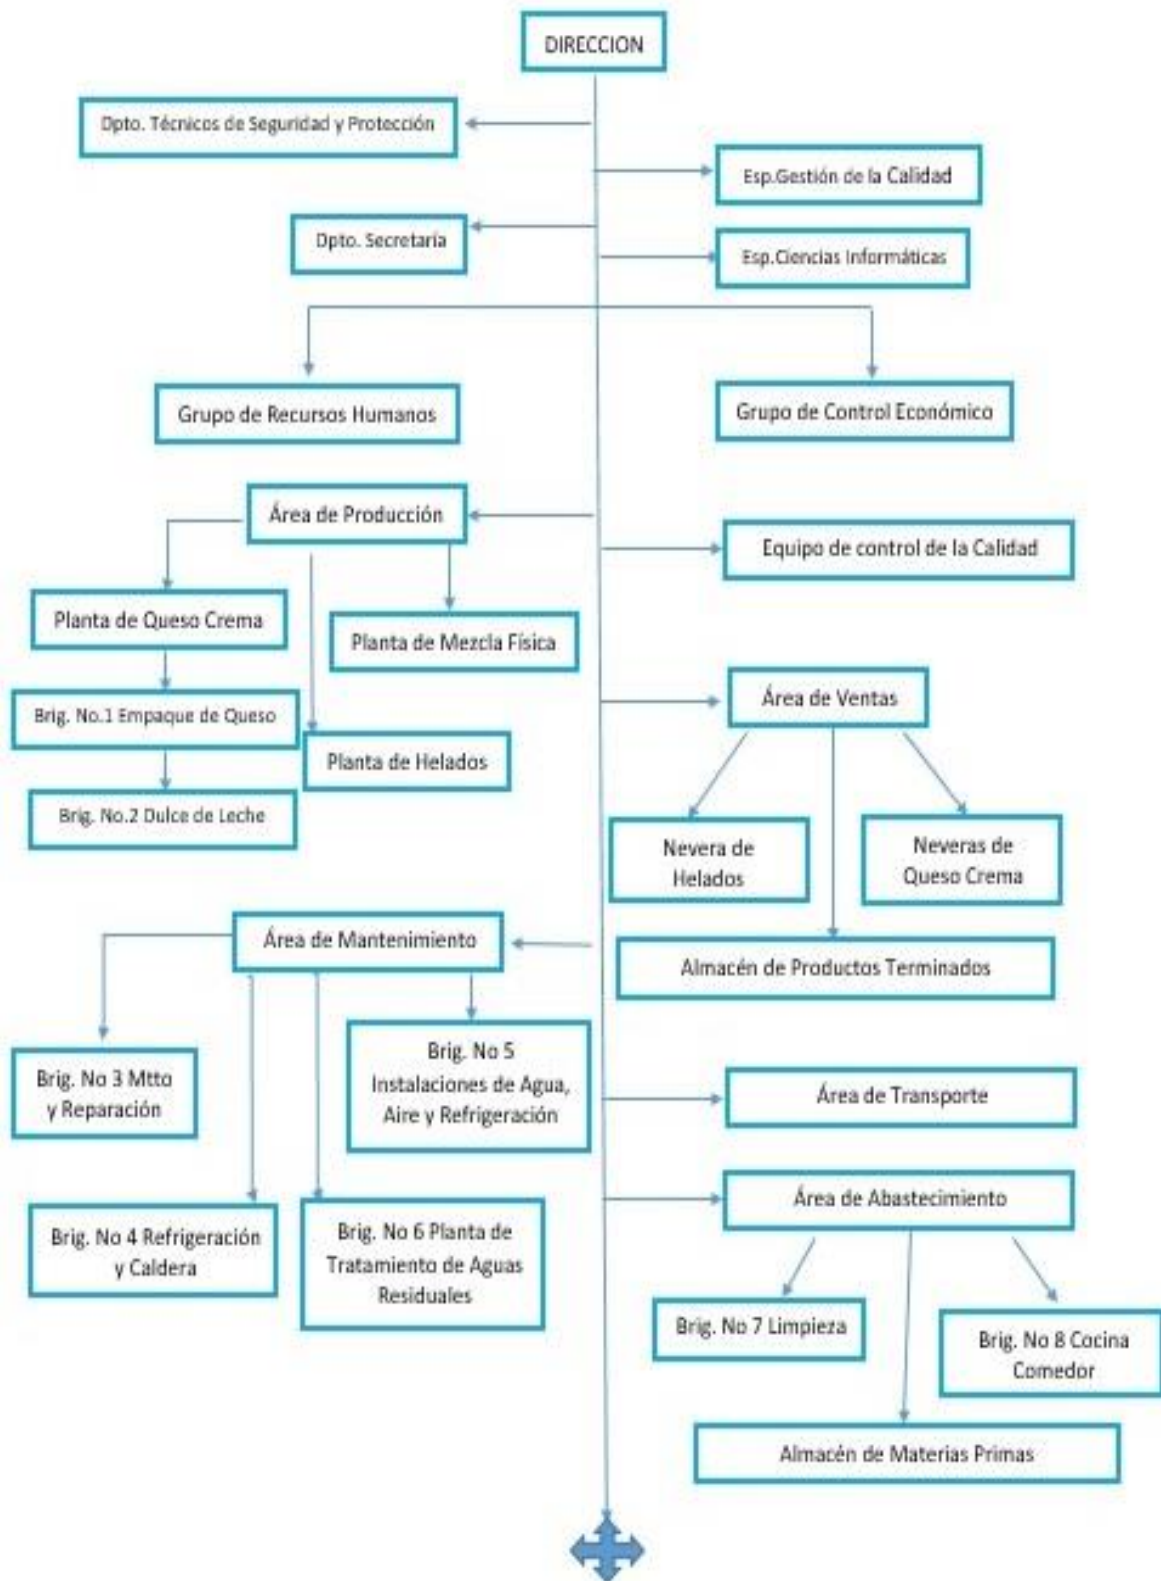 DIRECCION
Dpto. Técnicos de Seguridad y Protección
Esp.Gestión de la Calidad
Dpto. Secretaría
Esp.Ciencias Informáticas
Grupo de Recursos Humanos
Grupo de Control Económico
Área de Producción
Equipo de control de la Calidad
Planta de Queso Crema
Planta de Mezcla Física
Brig. No.1 Empaque de Queso
Planta de Helados
Brig. No.2 Dulce de Leche
Área de Ventas
Nevera de
Helados
Neveras de
Queso Crema
Almacén de Productos Terminados
Área de Mantenimiento
Brig. No 3 Mtto
y Reparación
Brig. No 5
Instalaciones de Agua,
Aire y Refrigeración
Brig. No 4 Refrigeración
y Caldera
Brig. No 6 Planta de
Tratamiento de Aguas
Residuales
Área de Transporte
Área de Abastecimiento
Brig. No 7 Limpieza
Brig. No 8 Cocina
Comedor
Almacén de Materias Primas